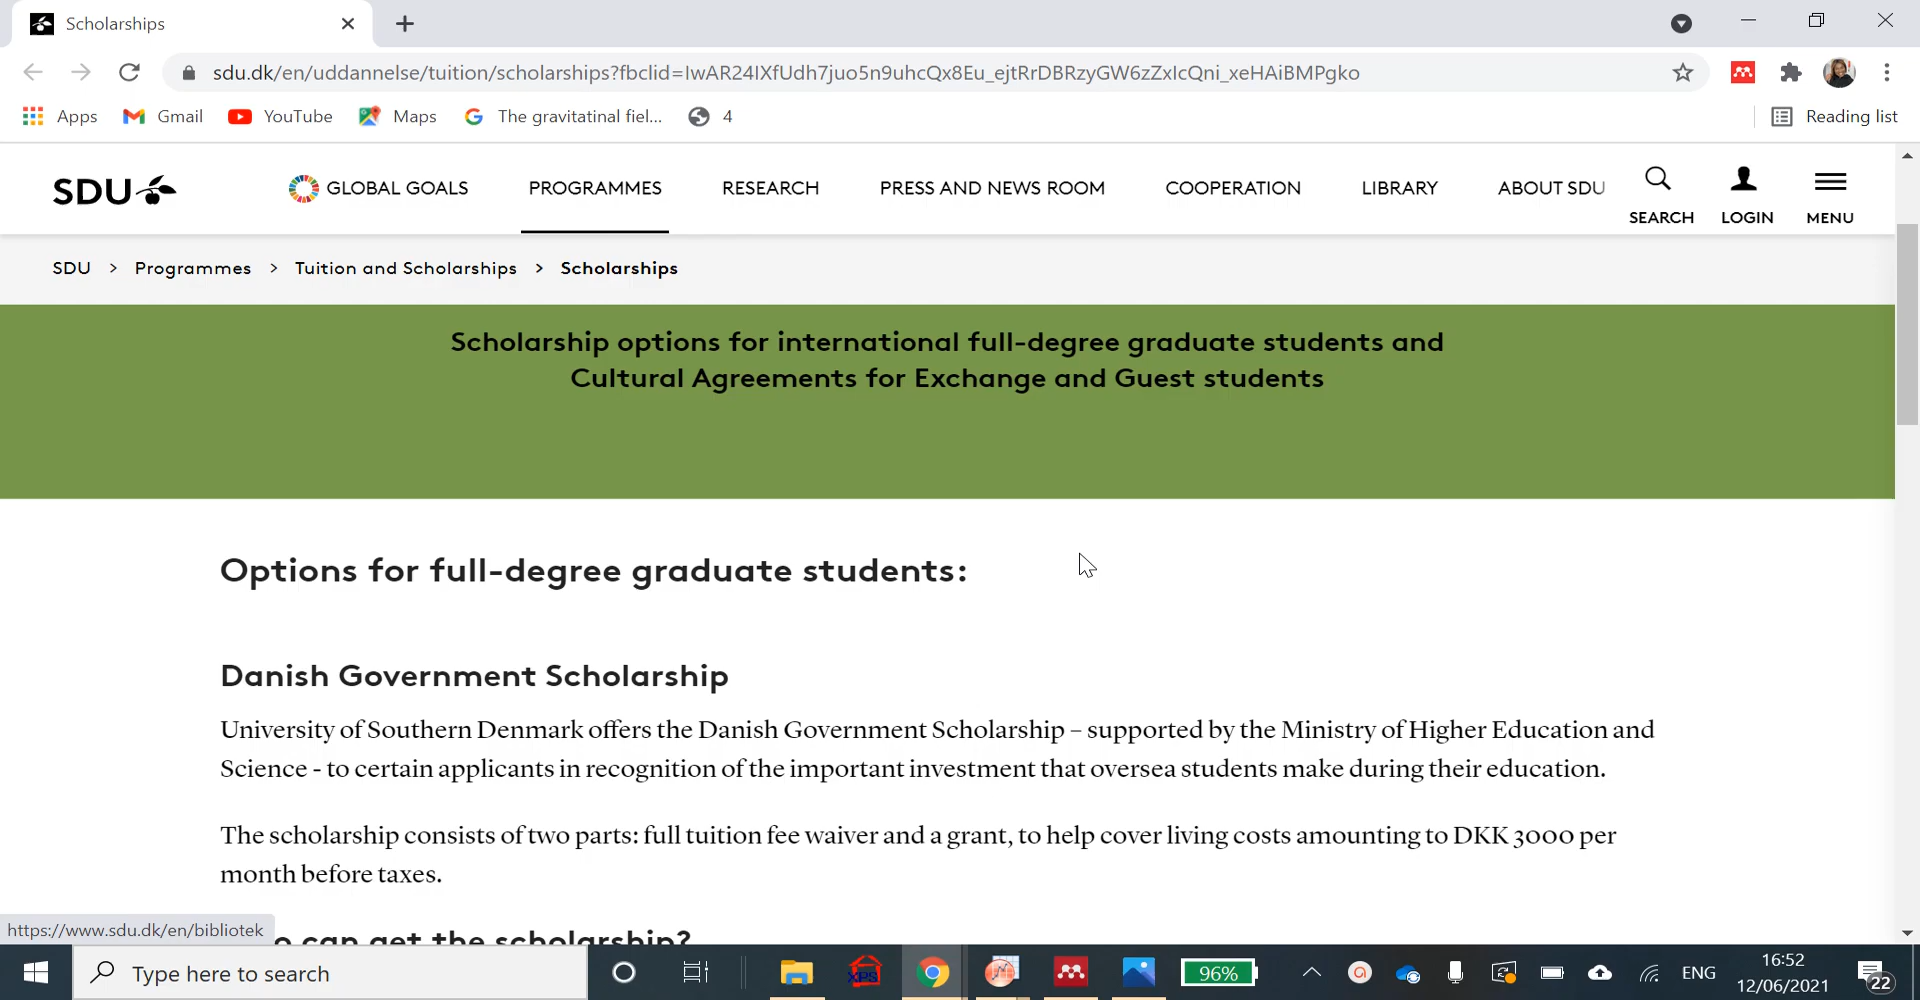 Scholarships
sdu.dk/en/uddannelse/tuition/scholarships?fbclid=IwAR24IXfUdh7juo5n9uhcQx8Eu_ejtRrDBRzyGW6zZxIcQni_xeHAiBMPgko
Apps Gmail YouTube Maps The gravitatinal fiel... 4 Reading list
SDU GLOBAL GOALS PROGRAMMES RESEARCH PRESS AND NEWS ROOM COOPERATION LIBRARY ABOUT SDU SEARCH LOGIN MENU
SDU > Programmes > Tuition and Scholarships > Scholarships
Scholarship options for international full-degree graduate students and
Cultural Agreements for Exchange and Guest students
Options for full-degree graduate students:
Danish Government Scholarship
University of Southern Denmark offers the Danish Government Scholarship – supported by the Ministry of Higher Education and
Science - to certain applicants in recognition of the important investment that oversea students make during their education.
The scholarship consists of two parts: full tuition fee waiver and a grant, to help cover living costs amounting to DKK 3000 per
month before taxes.
https://www.sdu.dk/en/bibliotek
o can get the scholarship?
Type here to search
XPS
96%
ENG
16:52
12/06/2021
22